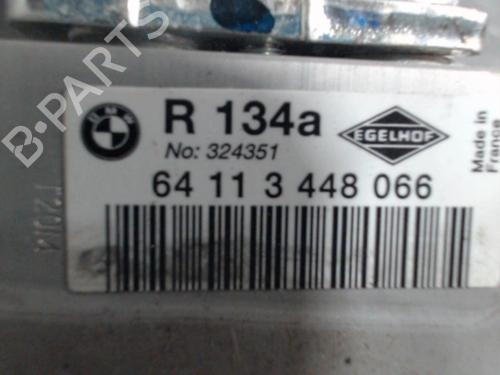 R 134a
No: 324351
EGELHOF
Made in
France
64 11 3 448 066
B-PARTS